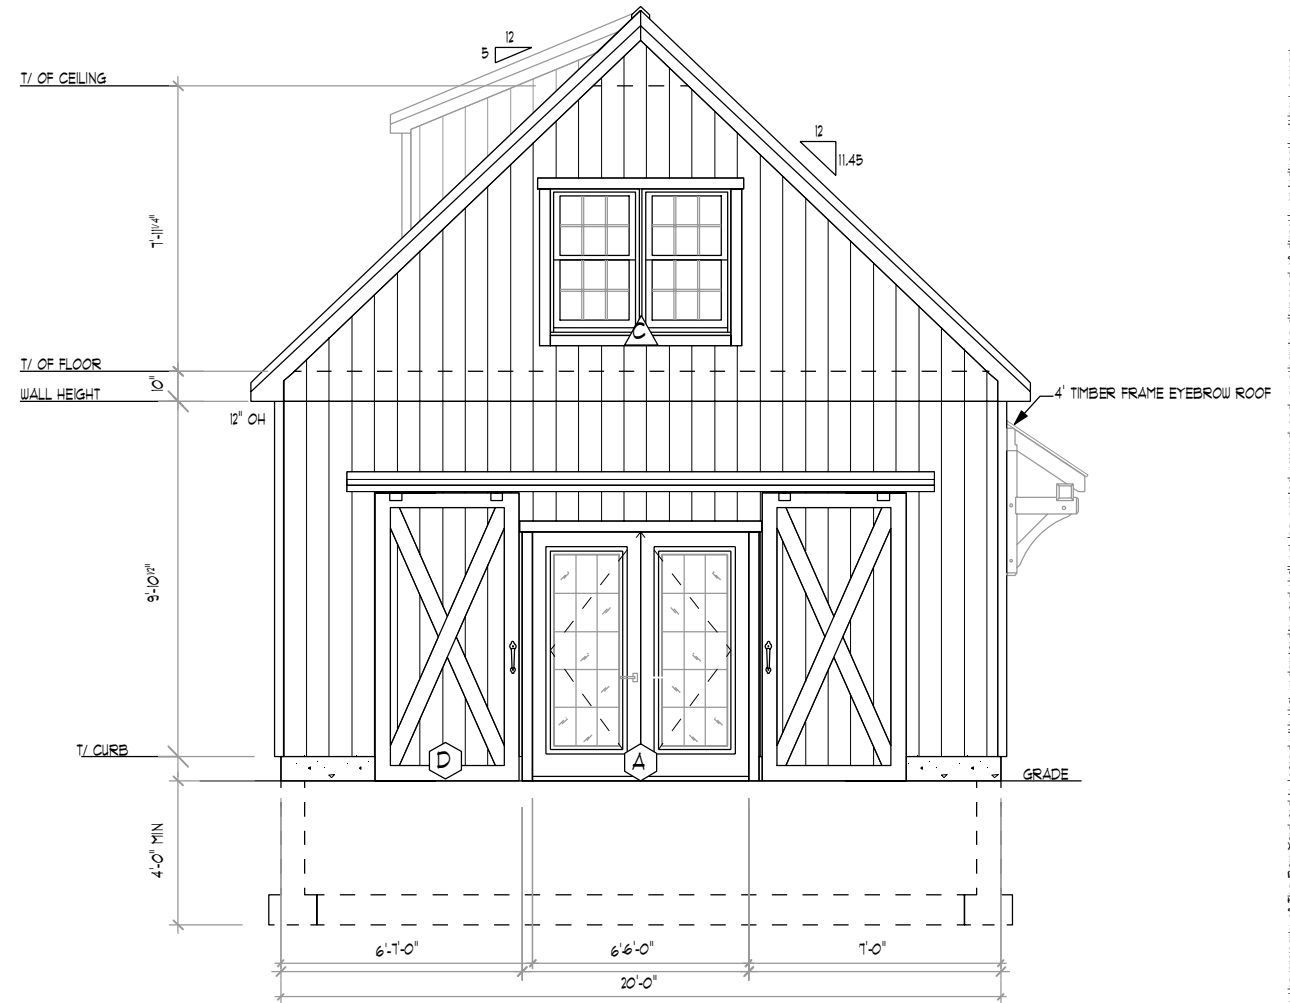 12
5
T/ OF CEILING
12
11.45
7'-11 1/4"
C
T/ OF FLOOR
10"
WALL HEIGHT
4' TIMBER FRAME EYEBROW ROOF
12" OH
9'-10 1/2"
T/ CURB
D
A
GRADE
4'-0" MIN
6'-7'-0"
6'6'-0"
7'-0"
20'-0"